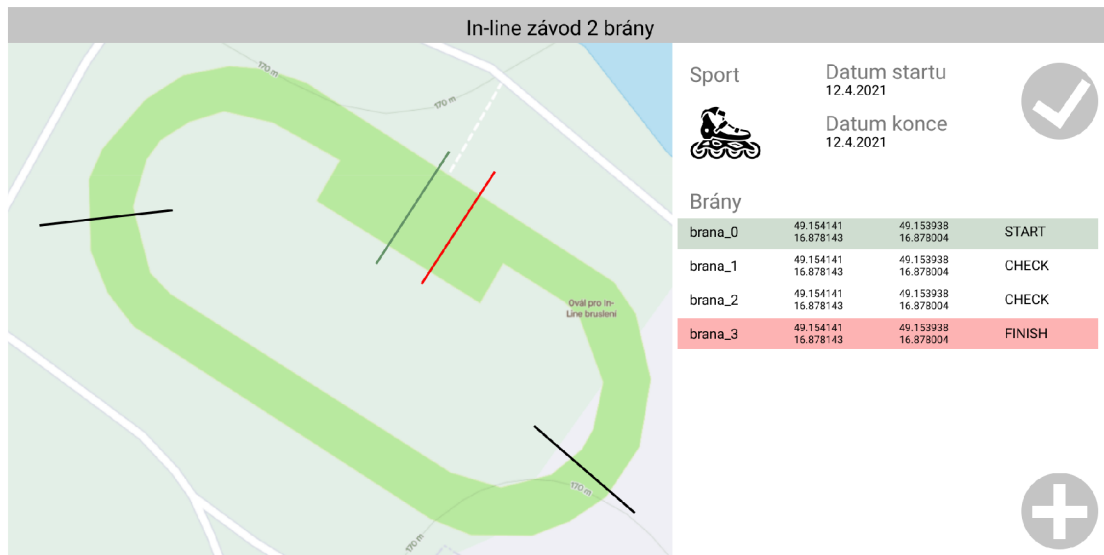 In-line závod 2 brány
170 m
170 m
Ovál pro In-
Line bruslení
170 m
170 m
Sport
Datum startu
12.4.2021
Datum konce
12.4.2021
Brány
brana_0 49.154141 49.153938 START
16.878143 16.878004
brana_1 49.154141 49.153938 CHECK
16.878143 16.878004
brana_2 49.154141 49.153938 CHECK
16.878143 16.878004
brana_3 49.154141 49.153938 FINISH
16.878143 16.878004